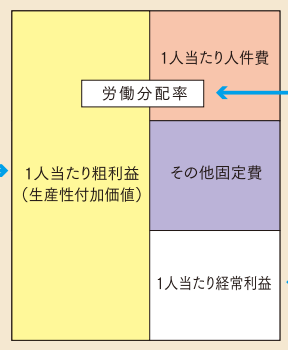 1人当たり人件費
労働分配率
1人当たり粗利益
（生産性付加価値）
その他固定費
1人当たり経常利益